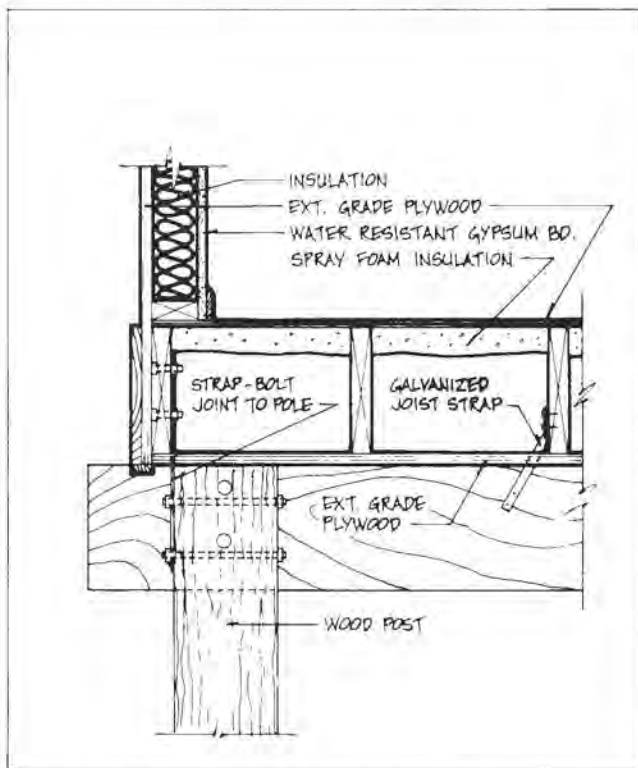 INSULATION
EXT. GRADE PLYWOOD
WATER RESISTANT GYPSUM BD.
SPRAY FOAM INSULATION
STRAP-BOLT
JOINT TO POLE
GALVANIZED
JOIST STRAP
EXT. GRADE
PLYWOOD
WOOD POST